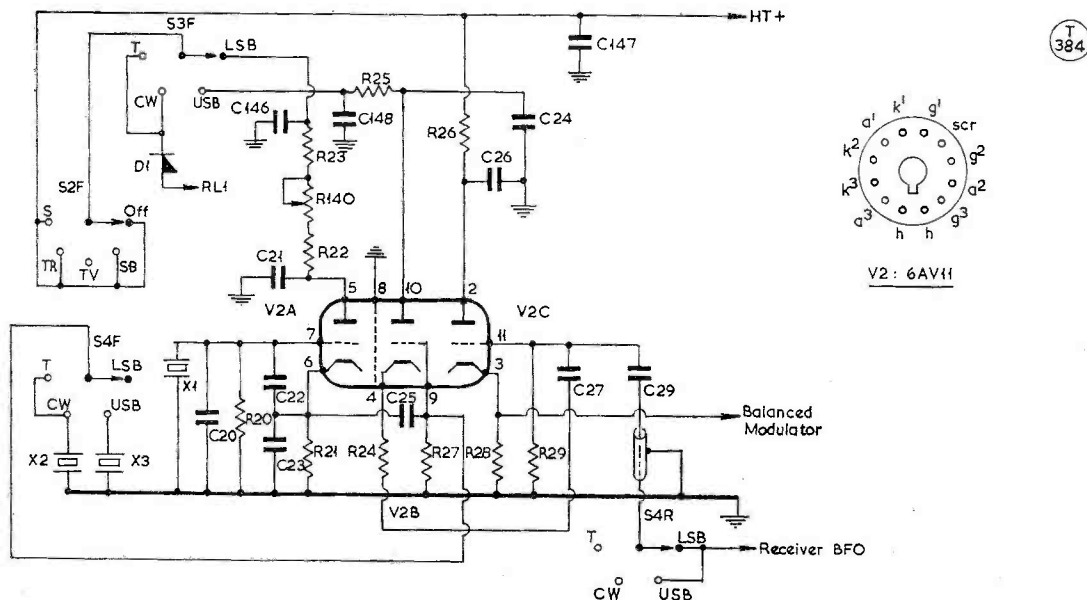 S3F
T
LSB
HT+
C147
T
384
R25
CW
USB
C146
C148
C24
R26
D1
R23
C26
RL1
S2F
R140
S
Off
TR
TV
SB
R22
C21
k1
g1
a1
scr
k2
g2
k3
a2
a3
g3
h
h
V2 : 6AV11
V2A
5
8
10
2
V2C
7
11
6
3
4
9
S4F
T
LSB
X1
C22
C25
C27
C29
CW
USB
C20
R20
C23
R21
R24
R27
R28
R29
Balanced
Modulator
X2
X3
V2B
S4R
T
LSB
Receiver BFO
CW
USB